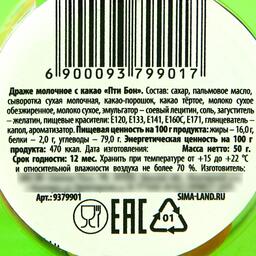 6 900093 799017
Драже молочное с какао «Пти Бон». Состав: сахар, пальмовое масло,
сыворотка сухая молочная, какао-порошок, какао тёртое, молоко сухое
обезжиренное, молоко сухое, эмульгатор - соевый лецитин, соль, загуститель
- желатин, пищевые красители: E120, E133, E141, E160C, E171, глянцеватель -
капол, ароматизатор. Пищевая ценность на 100 г продукта: жиры - 16,0 г,
белки - 2,0 г, углеводы - 79,0 г. Энергетическая ценность на 100 г
продукта: 470 ккал. Дата изготовления: Масса нетто: 50 г.
Срок годности: 12 мес. Хранить при температуре от +15 до +22 °C
и относительной влажности воздуха не более 70 %. Изготовитель:
Арт.: 9379901
SIMA-LAND.RU
EAC
01